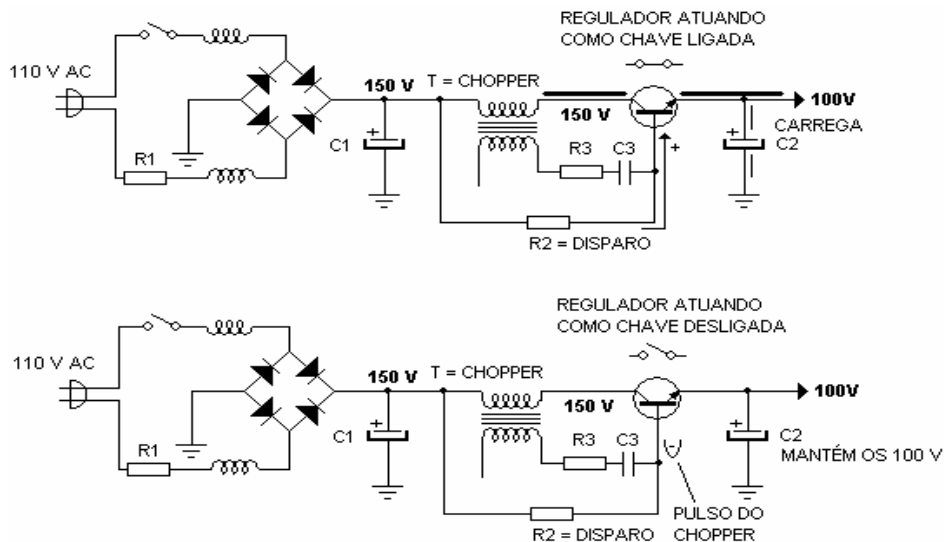 REGULADOR ATUANDO
COMO CHAVE LIGADA
110 V AC
150 V
T = CHOPPER
150 V
100V
CARREGA
C2
+
C1
+
R3
C3
+
R1
R2 = DISPARO
REGULADOR ATUANDO
COMO CHAVE DESLIGADA
110 V AC
150 V
T = CHOPPER
150 V
100V
C1
+
R3
C3
+
C2
MANTÉM OS 100 V
R1
(-)
R2 = DISPARO
PULSO DO
CHOPPER